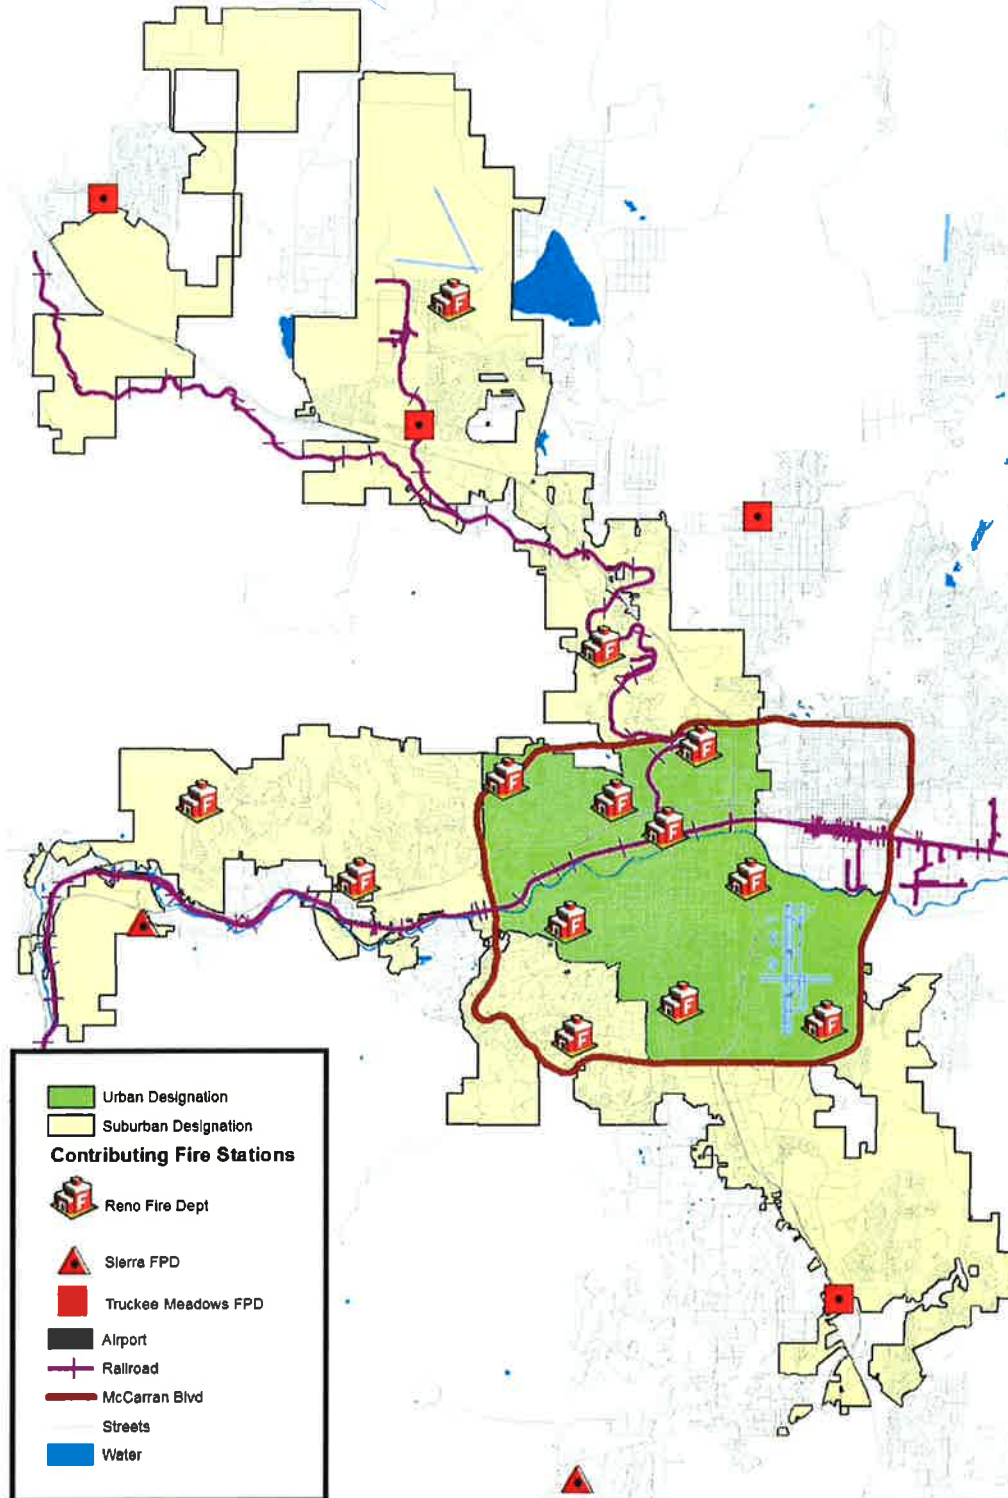 Urban Designation
Suburban Designation
Contributing Fire Stations
Reno Fire Dept
Sierra FPD
Truckee Meadows FPD
Airport
Railroad
McCarran Blvd
Streets
Water